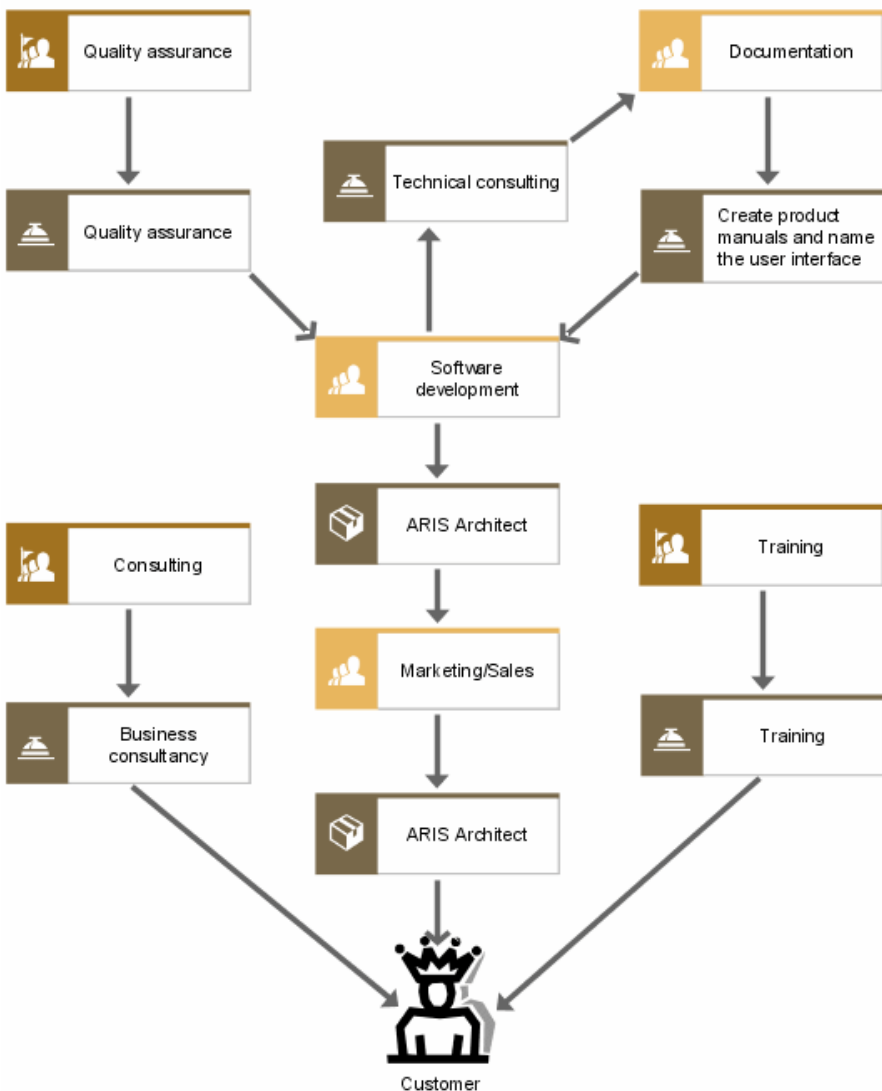 Quality assurance
Documentation
Technical consulting
Quality assurance
Create product
manuals and name
the user interface
Software
development
ARIS Architect
Consulting
Training
Marketing/Sales
Business
consultancy
Training
ARIS Architect
Customer